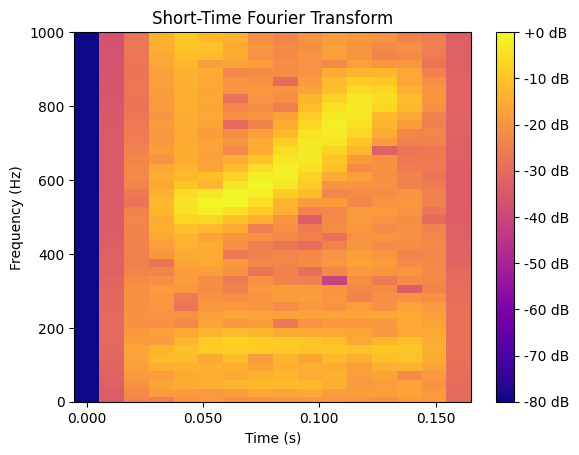 Short-Time Fourier Transform
1000
800
600
400
200
0
Frequency (Hz)
0.000
0.050
0.100
0.150
Time (s)
+0 dB
-10 dB
-20 dB
-30 dB
-40 dB
-50 dB
-60 dB
-70 dB
-80 dB